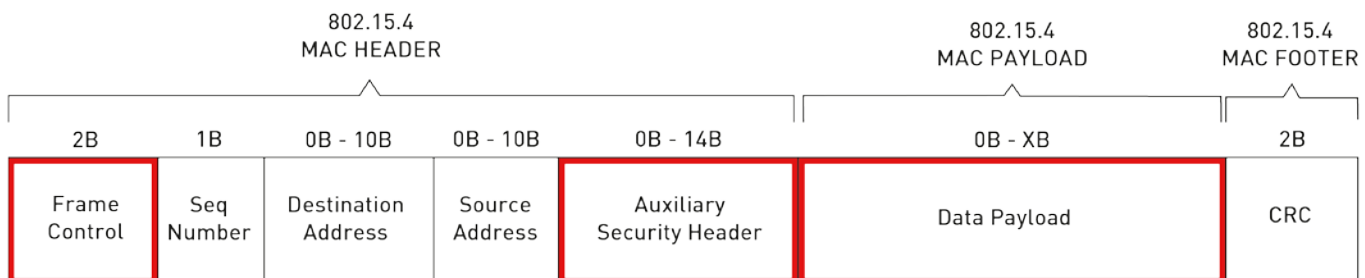 802.15.4
MAC HEADER
802.15.4
MAC PAYLOAD
802.15.4
MAC FOOTER
2B
1B
0B - 10B
0B - 10B
0B - 14B
0B - XB
2B
Frame
Control
Seq
Number
Destination
Address
Source
Address
Auxiliary
Security Header
Data Payload
CRC